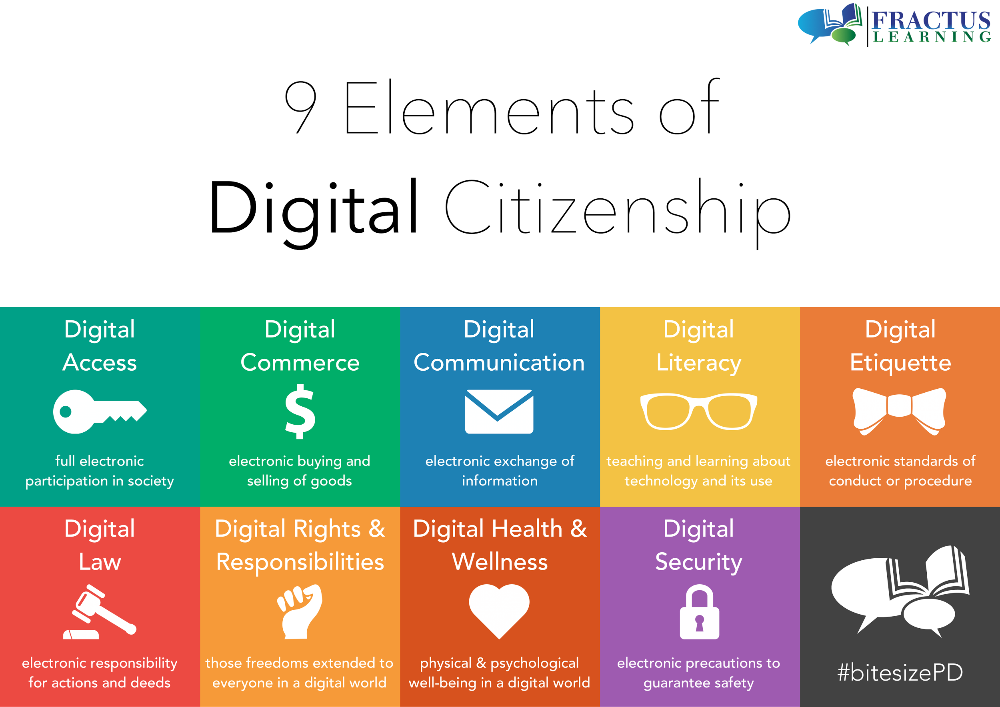 FRACTUS
LEARNING
9 Elements of
Digital Citizenship
Digital
Access
full electronic
participation in society
Digital
Commerce
$
electronic buying and
selling of goods
Digital
Communication
electronic exchange of
information
Digital
Literacy
teaching and learning about
technology and its use
Digital
Etiquette
electronic standards of
conduct or procedure
Digital
Law
electronic responsibility
for actions and deeds
Digital Rights &
Responsibilities
those freedoms extended to
everyone in a digital world
Digital Health &
Wellness
physical & psychological
well-being in a digital world
Digital
Security
electronic precautions to
guarantee safety
#bitesizePD